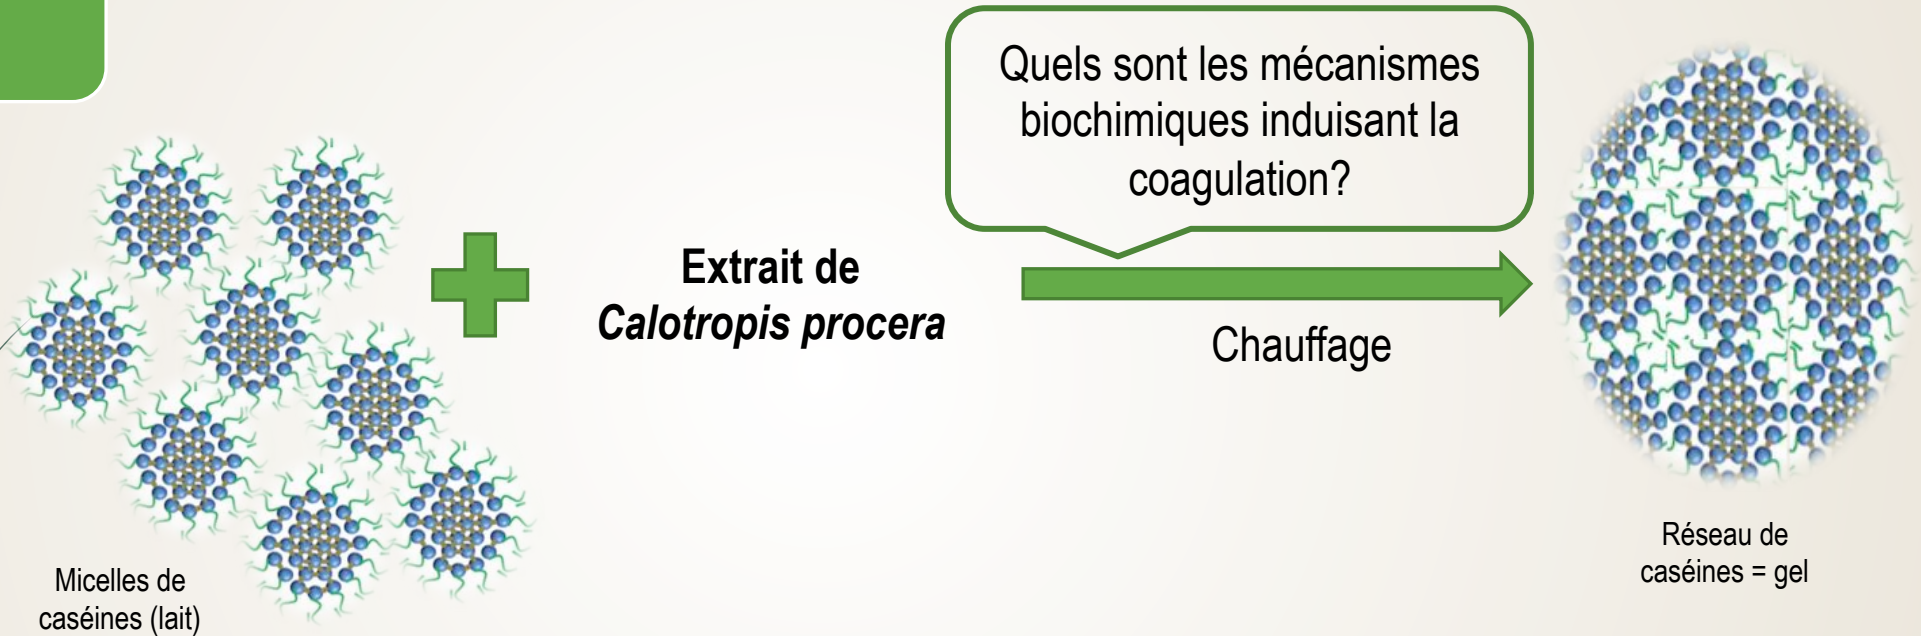 Quels sont les mécanismes
biochimiques induisant la
coagulation?
Extrait de
Calotropis procera
Chauffage
Micelles de
caséines (lait)
Réseau de
caséines = gel